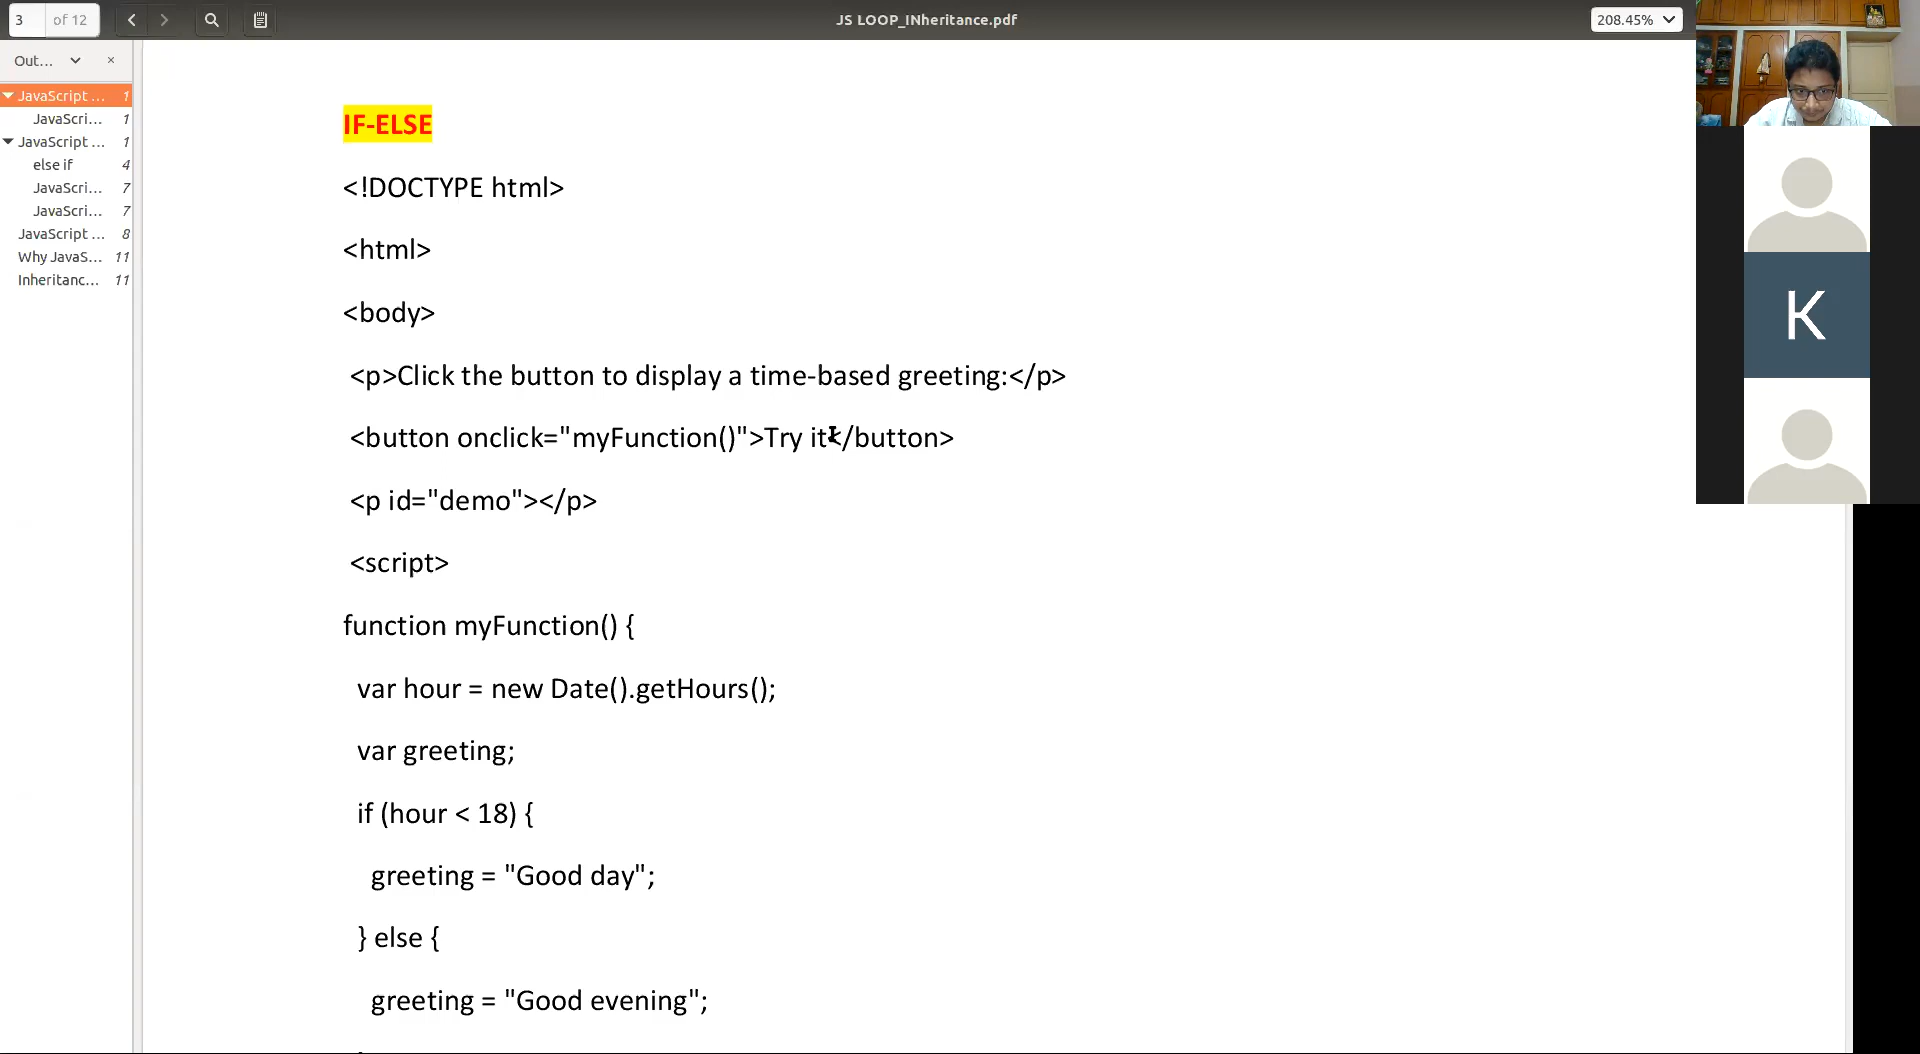 3 of 12
JS LOOP_INheritance.pdf
208.45%
Out...
JavaScript ... 1
JavaScri... 1
JavaScript ... 1
else if 4
JavaScri... 7
JavaScri... 7
JavaScript ... 8
Why JavaS... 11
Inheritanc... 11
IF-ELSE
<!DOCTYPE html>
<html>
<body>
<p>Click the button to display a time-based greeting:</p>
<button onclick="myFunction()">Try it</button>
<p id="demo"></p>
<script>
function myFunction() {
var hour = new Date().getHours();
var greeting;
if (hour < 18) {
greeting = "Good day";
} else {
greeting = "Good evening";
K